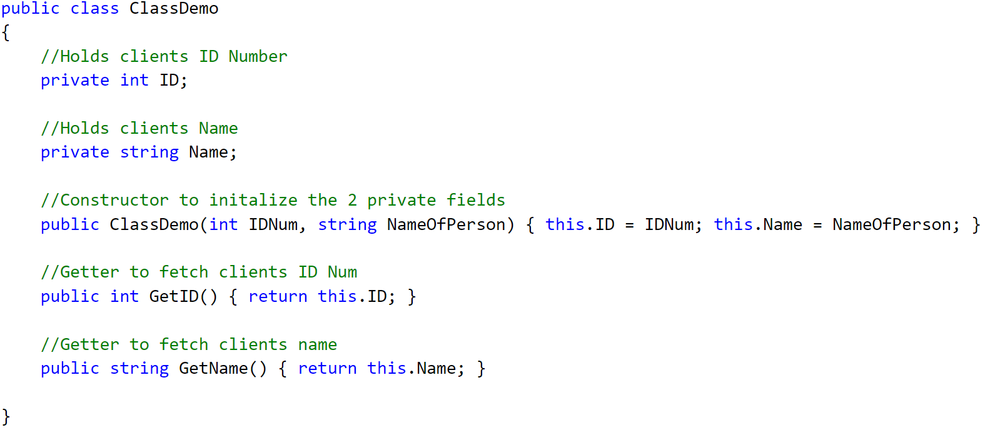 public class ClassDemo
{
//Holds clients ID Number
private int ID;
//Holds clients Name
private string Name;
//Constructor to initalize the 2 private fields
public ClassDemo(int IDNum, string NameOfPerson) { this.ID = IDNum; this.Name = NameOfPerson; }
//Getter to fetch clients ID Num
public int GetID() { return this.ID; }
//Getter to fetch clients name
public string GetName() { return this.Name; }
}